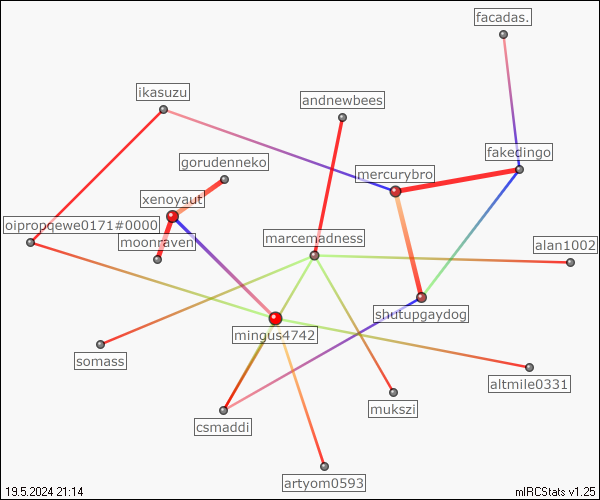 facadas.
ikasuzu
andnewbees
fakedingo
gorudenneko
mercurybro
xenoyaut
oipropqewe0171#0000
marcemadness
moonraven
alan1002
shutupgaydog
mingus4742
somass
altmile0331
mukszi
csmaddi
artyom0593
19.5.2024 21:14
mIRCStats v1.25